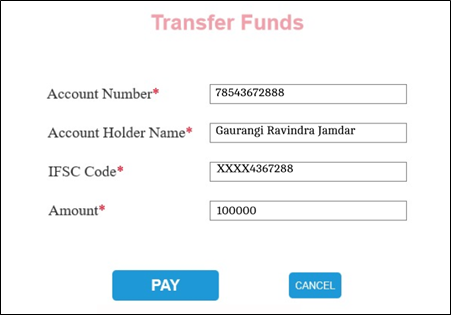 Transfer Funds
Account Number* 78543672888
Account Holder Name* Gaurangi Ravindra Jamdar
IFSC Code* XXXX4367288
Amount* 100000
PAY CANCEL